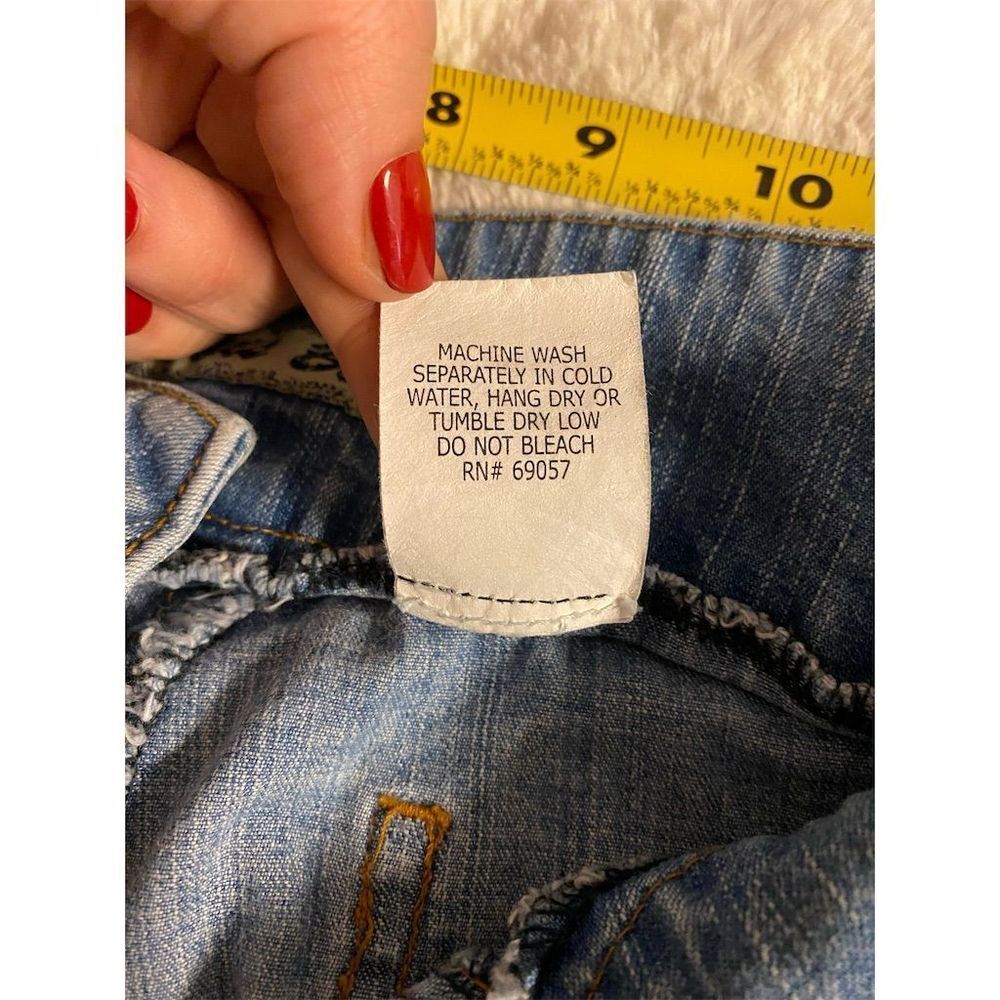 8 9 10
MACHINE WASH
SEPARATELY IN COLD
WATER, HANG DRY OR
TUMBLE DRY LOW
DO NOT BLEACH
RN# 69057